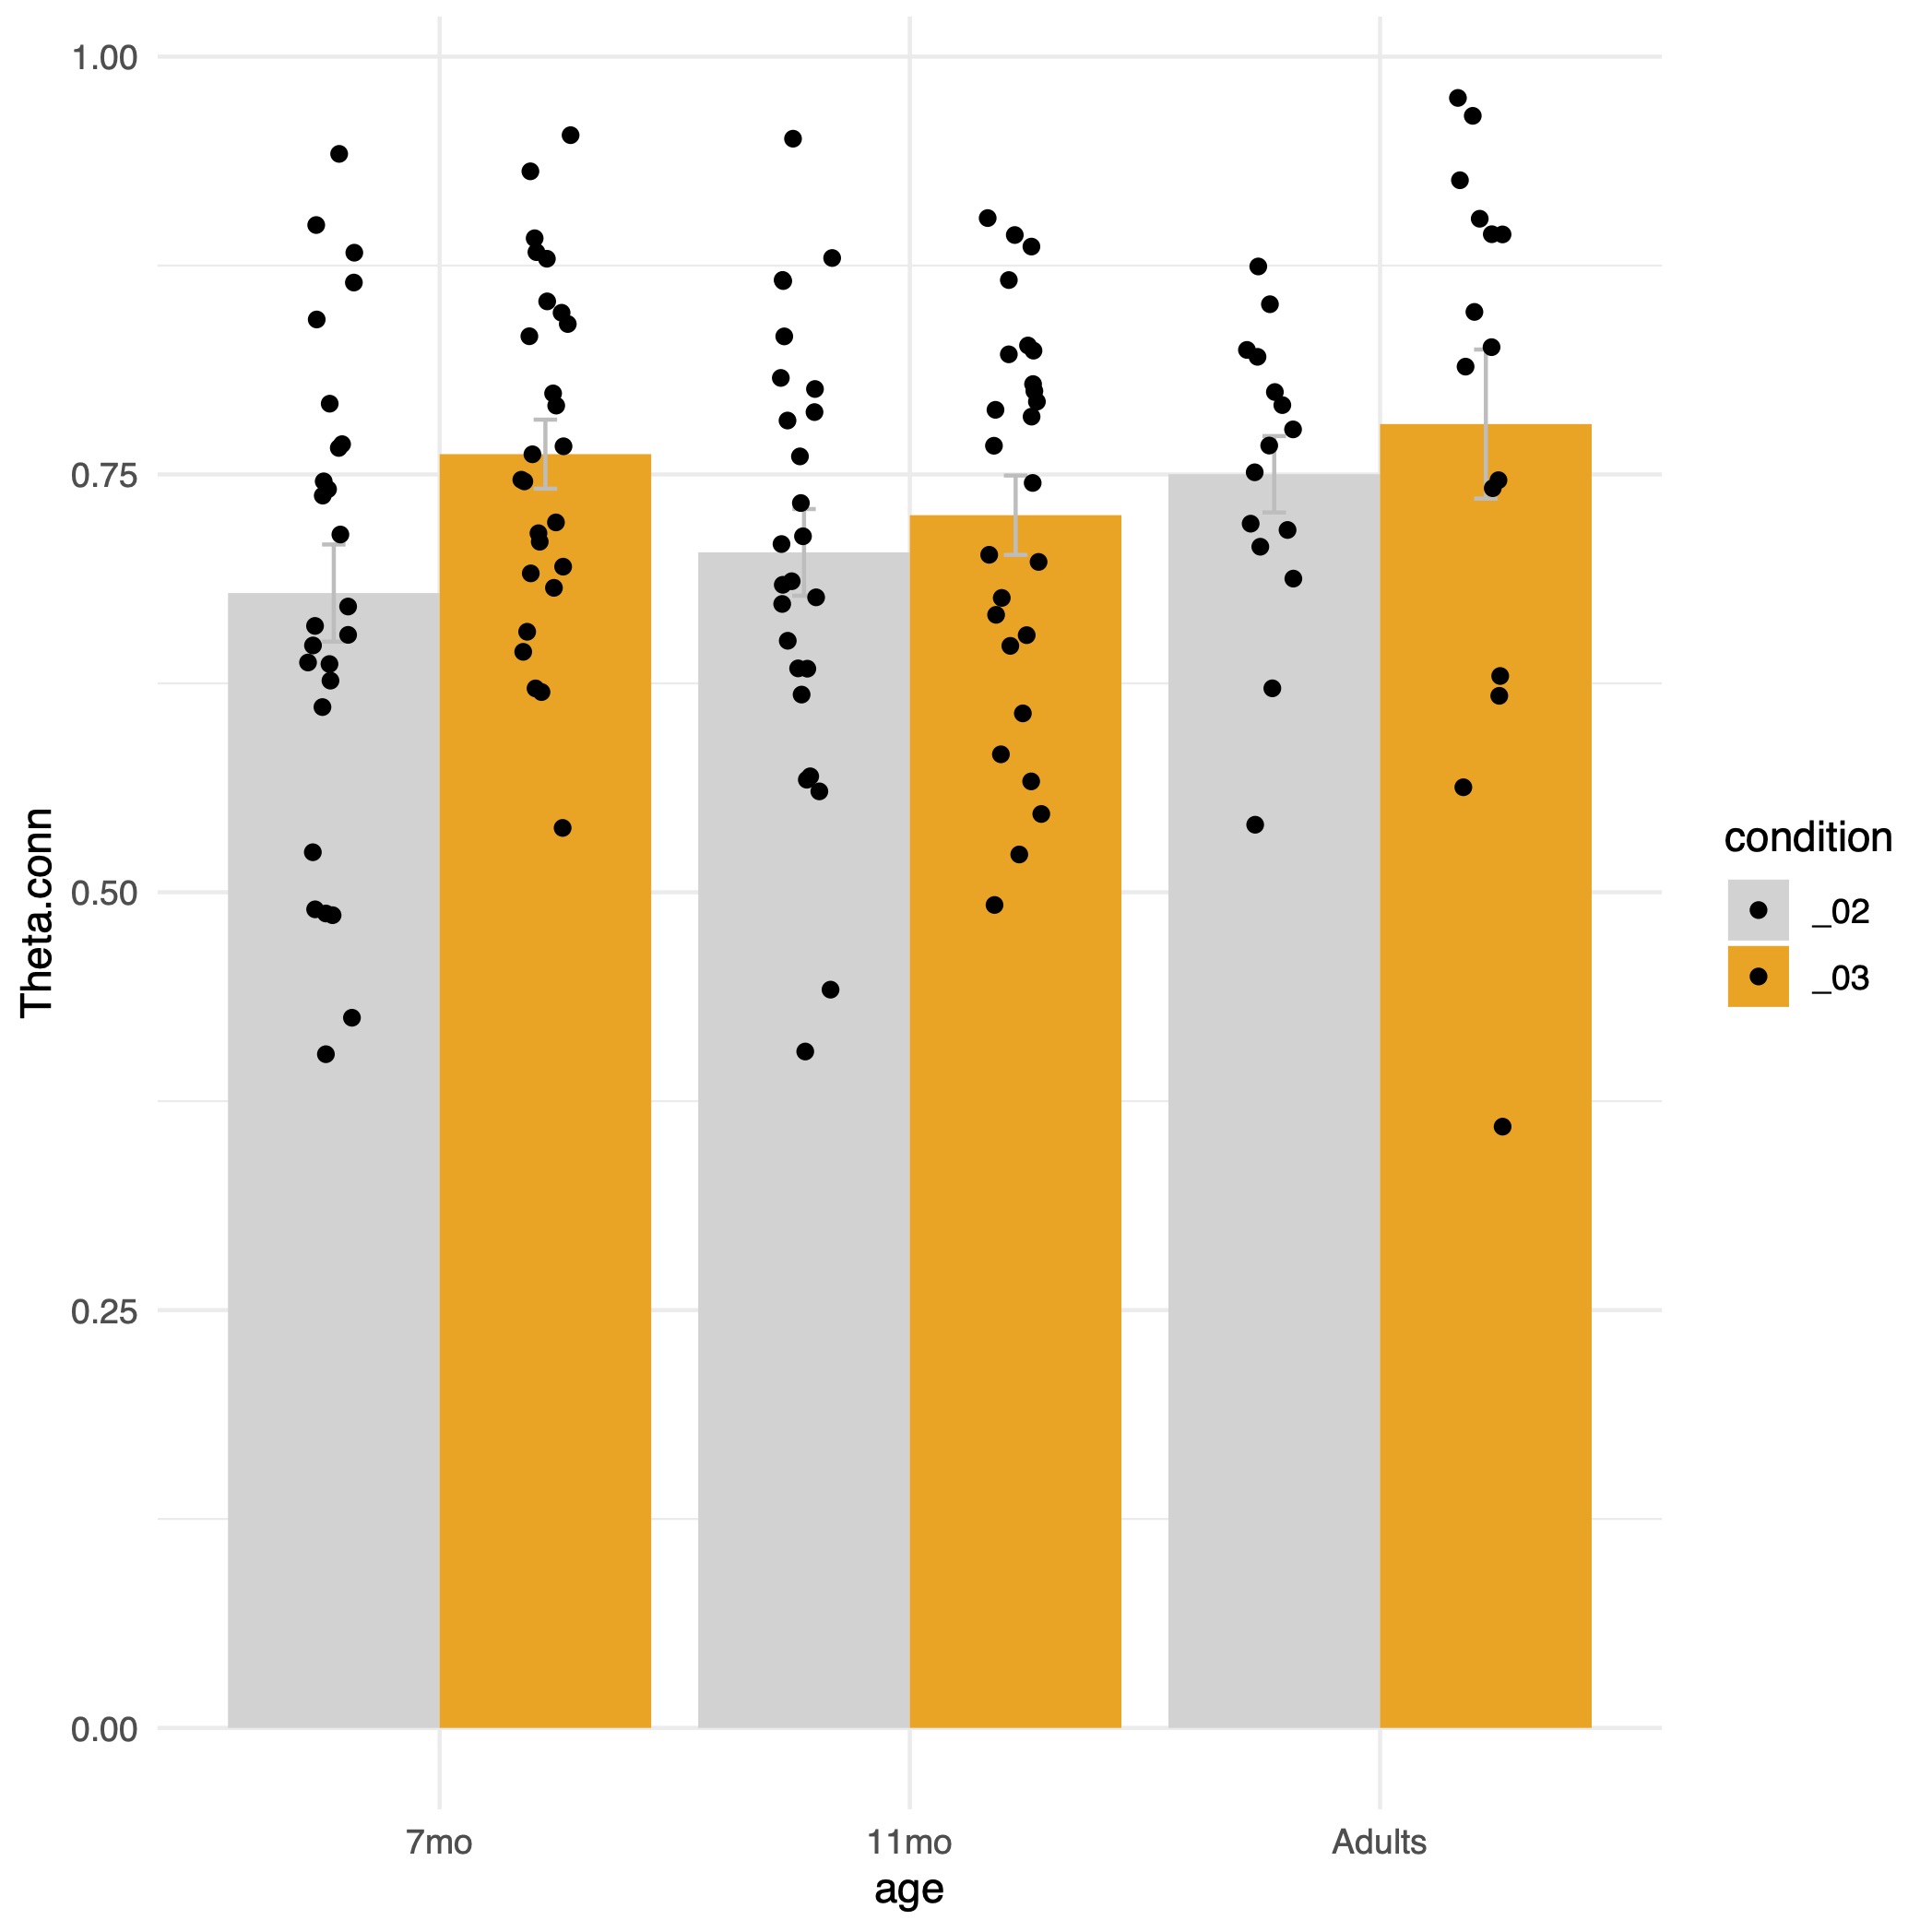 1.00
0.75
0.50
0.25
0.00
Theta.conn
7mo
11mo
Adults
age
condition
_02
_03